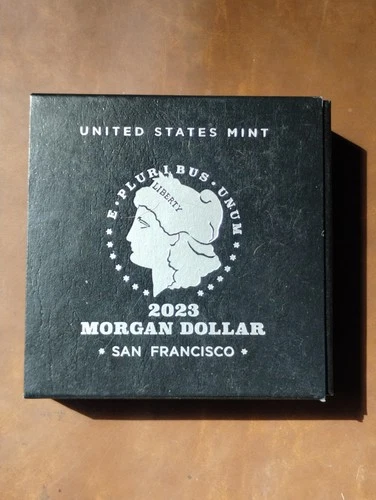 UNITED STATES MINT
E · PLURIBUS · UNUM
LIBERTY
2023
MORGAN DOLLAR
* SAN FRANCISCO *